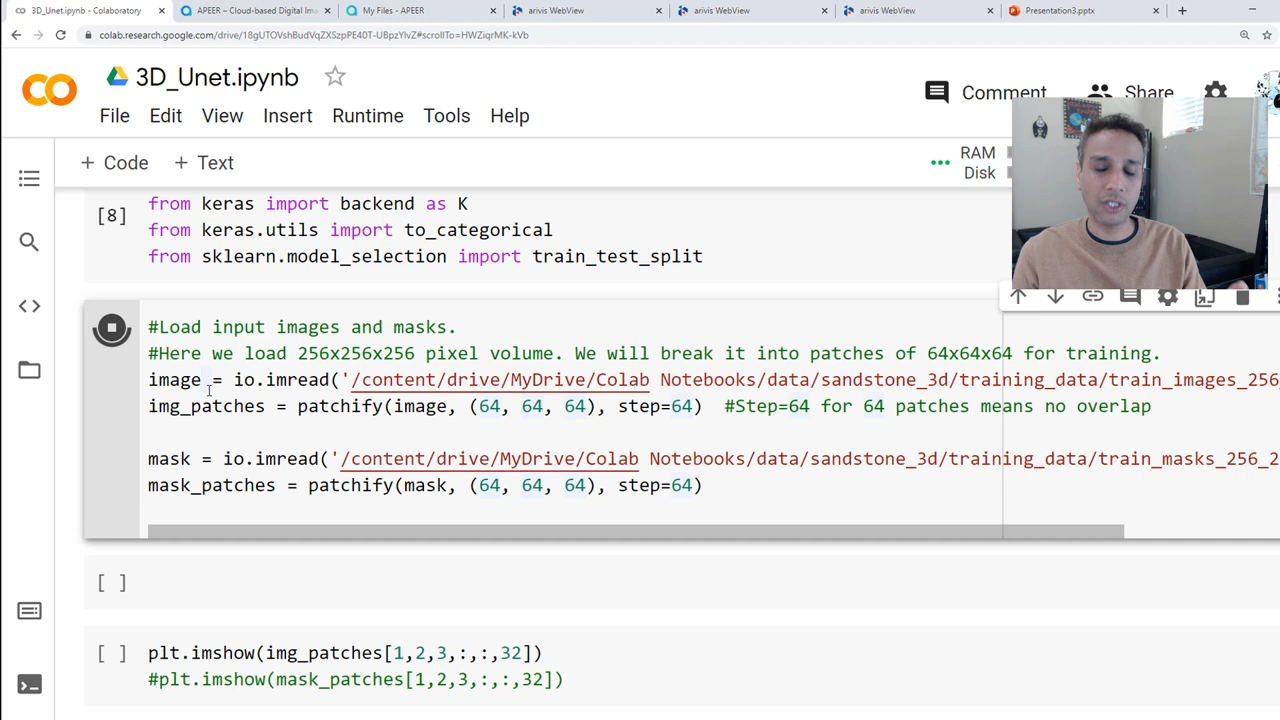 3D_Unet.ipynb - Colaboratory
APEER – Cloud-based Digital Ima
My Files - APEER
arivis WebView
arivis WebView
arivis WebView
Presentation3.pptx
colab.research.google.com/drive/18gUTOVshBudVqZXSzpPE40T-UBpzYlvZ#scrollTo=HWZiqrMK-kVb
CO
3D_Unet.ipynb
Comment
Share
File Edit View Insert Runtime Tools Help
+ Code + Text
RAM
Disk
[8]
from keras import backend as K
from keras.utils import to_categorical
from sklearn.model_selection import train_test_split
#Load input images and masks.
#Here we load 256x256x256 pixel volume. We will break it into patches of 64x64x64 for training.
image = io.imread('/content/drive/MyDrive/Colab Notebooks/data/sandstone_3d/training_data/train_images_256_
img_patches = patchify(image, (64, 64, 64), step=64) #Step=64 for 64 patches means no overlap
mask = io.imread('/content/drive/MyDrive/Colab Notebooks/data/sandstone_3d/training_data/train_masks_256_2
mask_patches = patchify(mask, (64, 64, 64), step=64)
[ ]
[ ] plt.imshow(img_patches[1,2,3,:,:,32])
#plt.imshow(mask_patches[1,2,3,:,:,32])